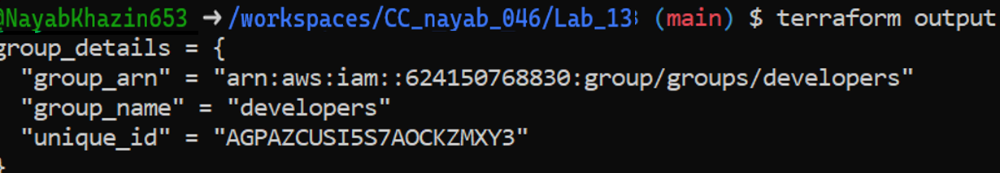 @NayabKhazin653 → /workspaces/CC_nayab_046/Lab_13 (main) $ terraform output
group_details = {
  "group_arn" = "arn:aws:iam::624150768830:group/groups/developers"
  "group_name" = "developers"
  "unique_id" = "AGPAZCUSI5S7AOCKZMXY3"
}